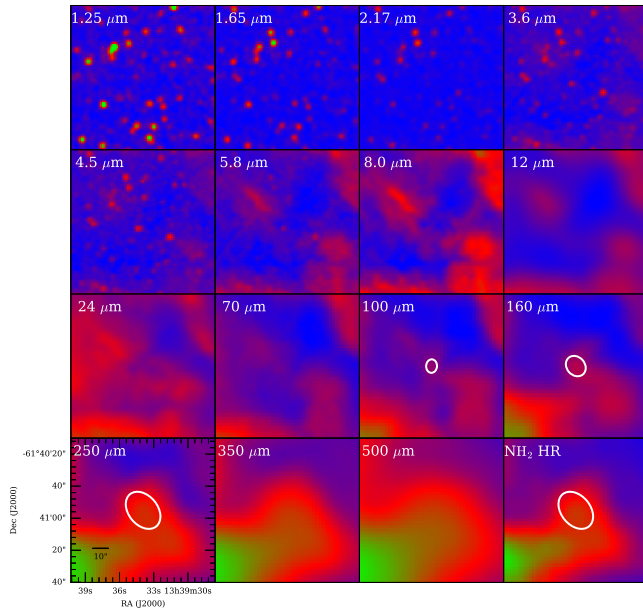 1.25 μm 1.65 μm 2.17 μm 3.6 μm
4.5 μm 5.8 μm 8.0 μm 12 μm
24 μm 70 μm 100 μm 160 μm
250 μm 350 μm 500 μm NH₂ HR
-61°40'20"
40"
41'00"
20"
40"
Dec (J2000)
10"
39s 36s 33s 13h39m30s
RA (J2000)